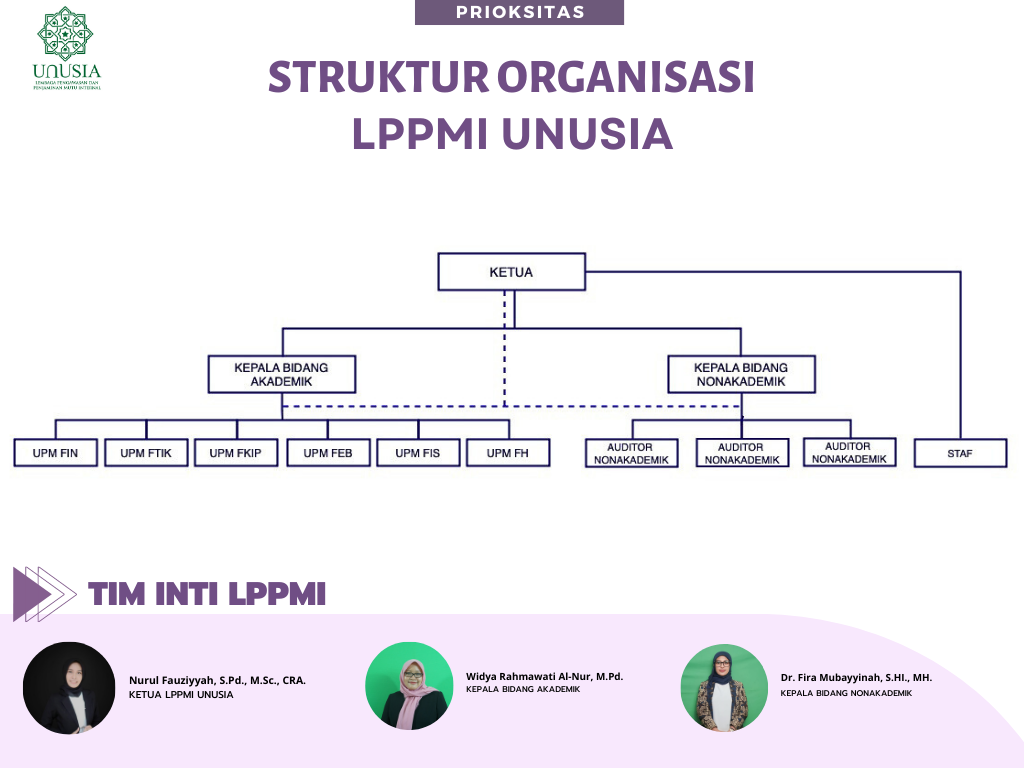 PRIOKSITAS
UNUSIA
LEMBAGA PENGAWASAN DAN
PENJAMINAN MUTU INTERNAL
STRUKTUR ORGANISASI
LPPMI UNUSIA
KETUA
KEPALA BIDANG
AKADEMIK
KEPALA BIDANG
NONAKADEMIK
UPM FIN
UPM FTIK
UPM FKIP
UPM FEB
UPM FIS
UPM FH
AUDITOR
NONAKADEMIK
AUDITOR
NONAKADEMIK
AUDITOR
NONAKADEMIK
STAF
TIM INTI LPPMI
Nurul Fauziyyah, S.Pd., M.Sc., CRA.
KETUA LPPMI UNUSIA
Widya Rahmawati Al-Nur, M.Pd.
KEPALA BIDANG AKADEMIK
Dr. Fira Mubayyinah, S.HI., MH.
KEPALA BIDANG NONAKADEMIK